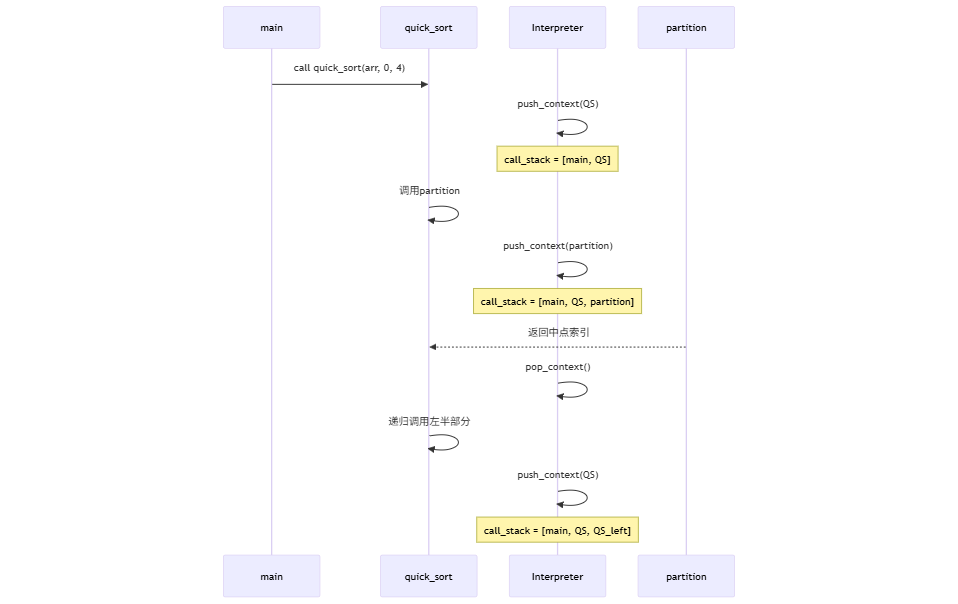 main
quick_sort
Interpreter
partition
call quick_sort(arr, 0, 4)
push_context(QS)
call_stack = [main, QS]
调用partition
push_context(partition)
call_stack = [main, QS, partition]
返回中点索引
pop_context()
递归调用左半部分
push_context(QS)
call_stack = [main, QS, QS_left]
main
quick_sort
Interpreter
partition